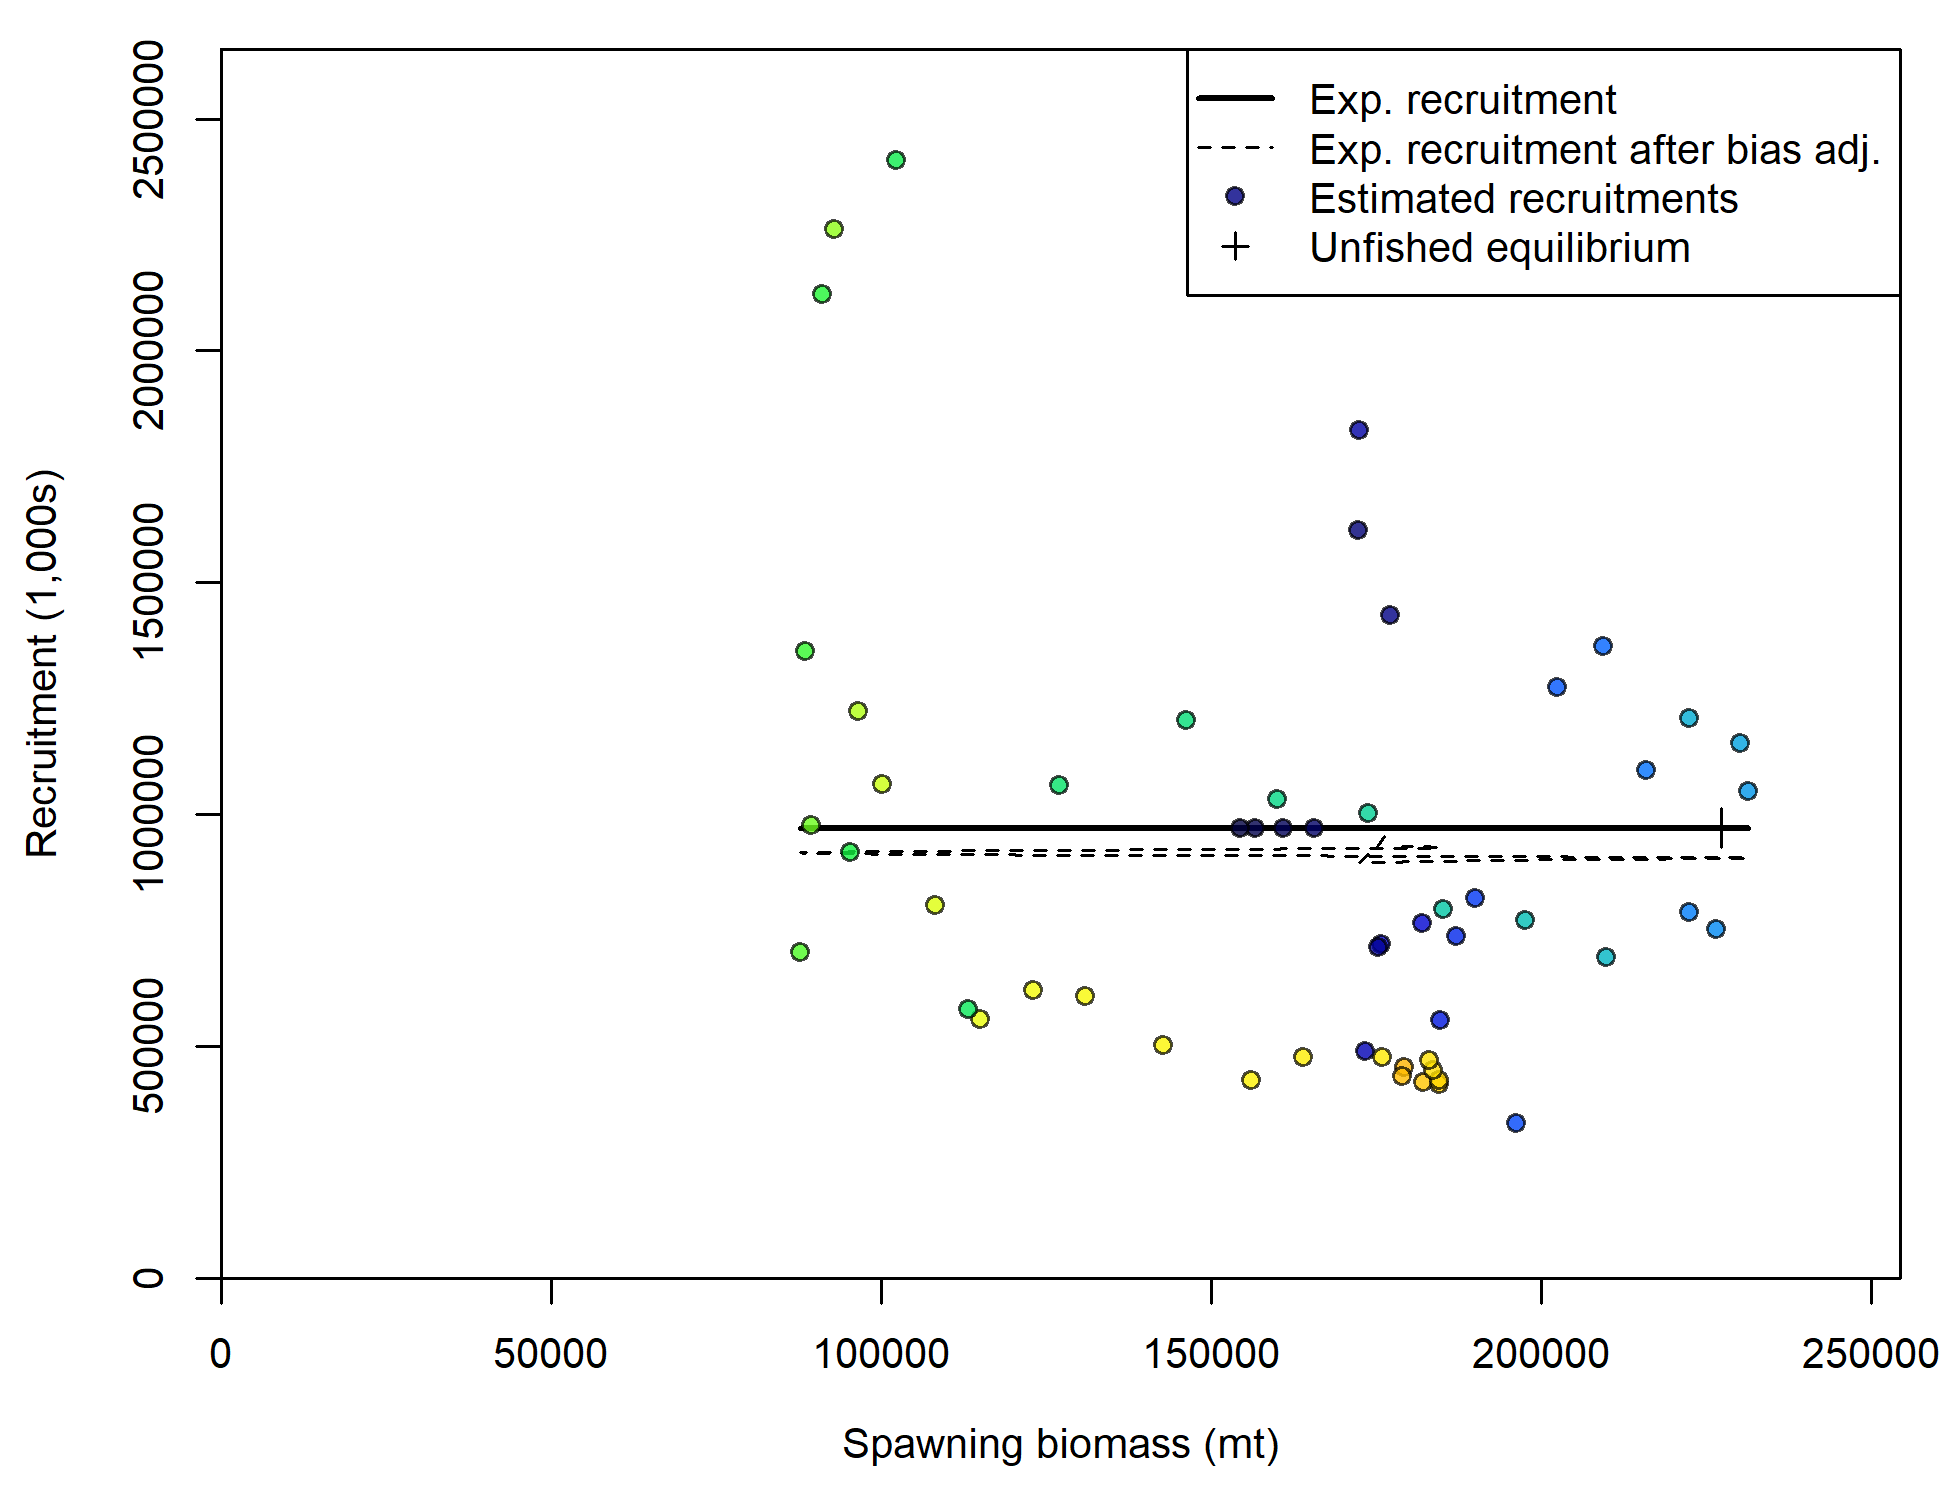 Exp. recruitment
Exp. recruitment after bias adj.
Estimated recruitments
Unfished equilibrium
Recruitment (1,000s)
2500000
2000000
1500000
1000000
500000
0
0 50000 100000 150000 200000 250000
Spawning biomass (mt)